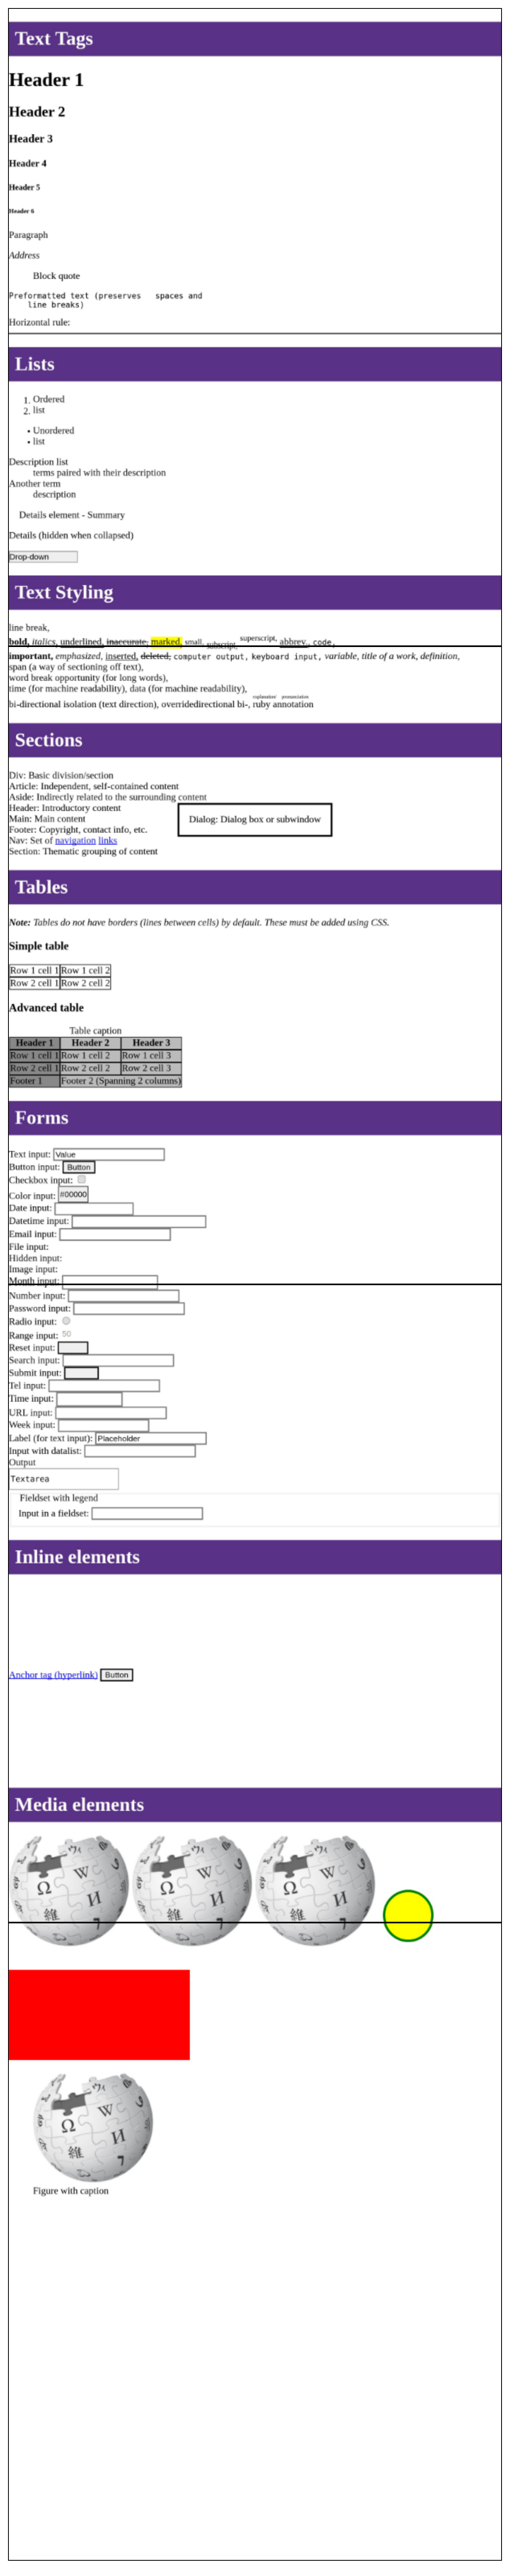 Text Tags
Header 1
Header 2
Header 3
Header 4
Header 5
Header 6
Paragraph
Address
Block quote
Preformatted text (preserves   spaces and
    line breaks)
Horizontal rule:
Lists
1. Ordered
2. list
• Unordered
• list
Description list
terms paired with their description
Another term
description
Details element - Summary
Details (hidden when collapsed)
Drop-down
Text Styling
line break,
bold, italics, underlined, inaccurate, marked, small, subscript, superscript, abbrev., code,
important, emphasized, inserted, deleted, computer output, keyboard input, variable, title of a work, definition,
span (a way of sectioning off text),
word break opportunity (for long words),
time (for machine readability), data (for machine readability),
explanation pronunciation
bi-directional isolation (text direction), overridedirectional bi-, ruby annotation
Sections
Div: Basic division/section
Article: Independent, self-contained content
Aside: Indirectly related to the surrounding content
Header: Introductory content
Main: Main content
Dialog: Dialog box or subwindow
Footer: Copyright, contact info, etc.
Nav: Set of navigation links
Section: Thematic grouping of content
Tables
Note: Tables do not have borders (lines between cells) by default. These must be added using CSS.
Simple table
Row 1 cell 1 Row 1 cell 2
Row 2 cell 1 Row 2 cell 2
Advanced table
Table caption
Header 1 Header 2 Header 3
Row 1 cell 1 Row 1 cell 2 Row 1 cell 3
Row 2 cell 1 Row 2 cell 2 Row 2 cell 3
Footer 1 Footer 2 (Spanning 2 columns)
Forms
Text input: Value
Button input: Button
Checkbox input:
Color input: #00000
Date input:
Datetime input:
Email input:
File input:
Hidden input:
Image input:
Month input:
Number input:
Password input:
Radio input:
Range input: 50
Reset input:
Search input:
Submit input:
Tel input:
Time input:
URL input:
Week input:
Label (for text input): Placeholder
Input with datalist:
Output
Textarea
Fieldset with legend
Input in a fieldset:
Inline elements
Anchor tag (hyperlink) Button
Media elements
Ω W И 維
Ω W И 維
Ω W И 維
Ω W И 維
Figure with caption